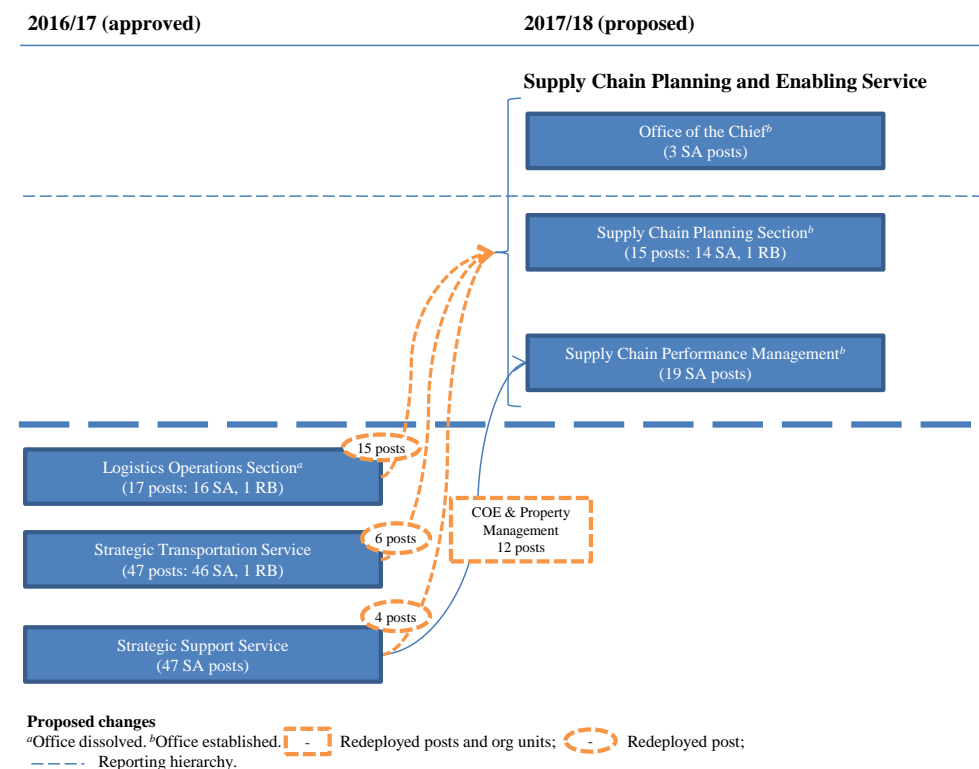 2016/17 (approved)
2017/18 (proposed)
Supply Chain Planning and Enabling Service
Office of the Chiefᵇ
(3 SA posts)
Supply Chain Planning Sectionᵇ
(15 posts: 14 SA, 1 RB)
Supply Chain Performance Managementᵇ
(19 SA posts)
15 posts
Logistics Operations Sectionᵃ
(17 posts: 16 SA, 1 RB)
COE & Property
Management
12 posts
6 posts
Strategic Transportation Service
(47 posts: 46 SA, 1 RB)
4 posts
Strategic Support Service
(47 SA posts)
Proposed changes
ᵃOffice dissolved. ᵇOffice established. - Redeployed posts and org units; - Redeployed post;
Reporting hierarchy.